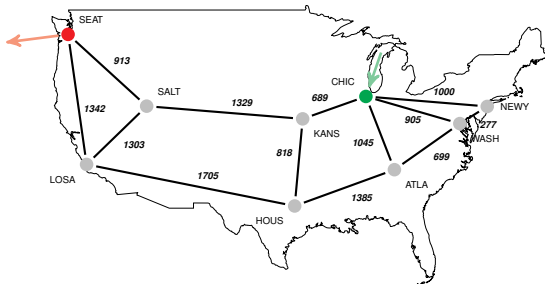 SEAT
913
CHIC
SALT
1000
NEWY
1342
1329
689
905
277
WASH
KANS
1303
818
1045
699
LOSA
1705
ATLA
1385
HOUS